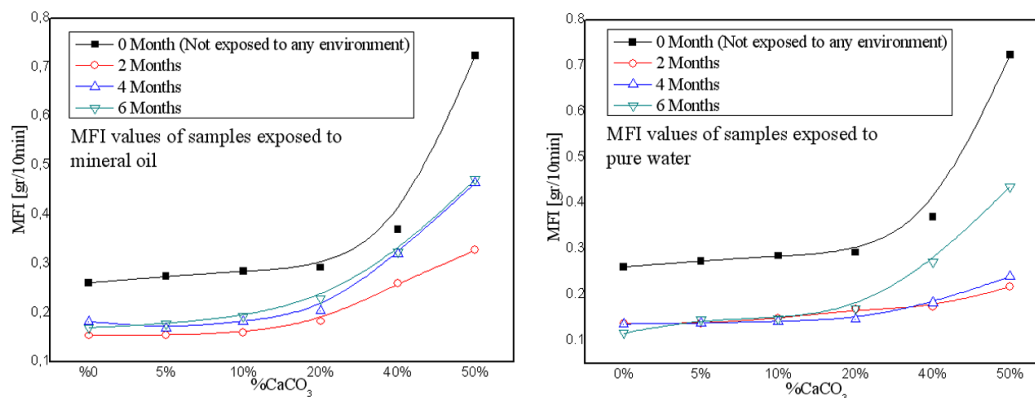 0,8
0,7
0,6
0,5
0,4
0,3
0,2
0,1
MFI [gr/10min]
0 Month (Not exposed to any environment)
2 Months
4 Months
6 Months
MFI values of samples exposed to
mineral oil
%0 5% 10% 20% 40% 50%
%CaCO₃
0.8
0.7
0.6
0.5
0.4
0.3
0.2
0.1
MFI [gr/10min]
0 Month (Not exposed to any environment)
2 Months
4 Months
6 Months
MFI values of samples exposed to
pure water
0% 5% 10% 20% 40% 50%
%CaCO₃